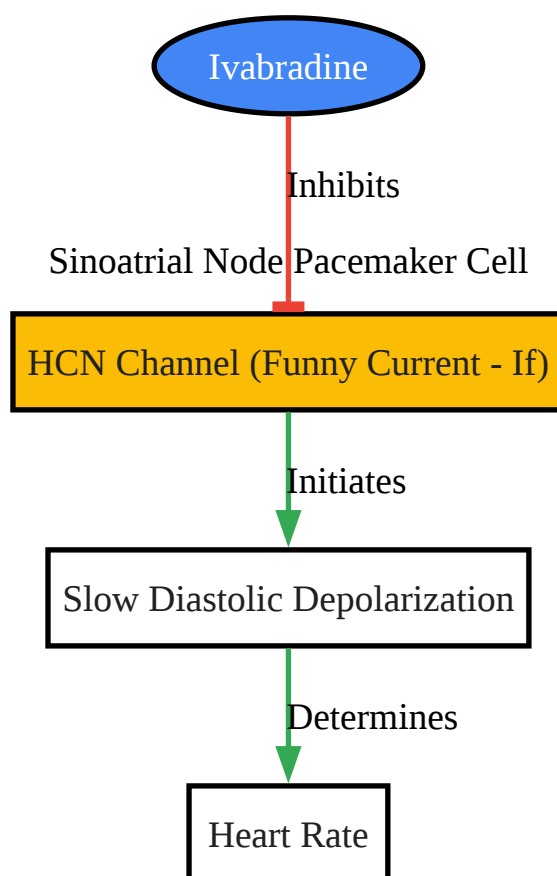 Ivabradine
Inhibits
Sinoatrial Node Pacemaker Cell
HCN Channel (Funny Current - If)
Initiates
Slow Diastolic Depolarization
Determines
Heart Rate